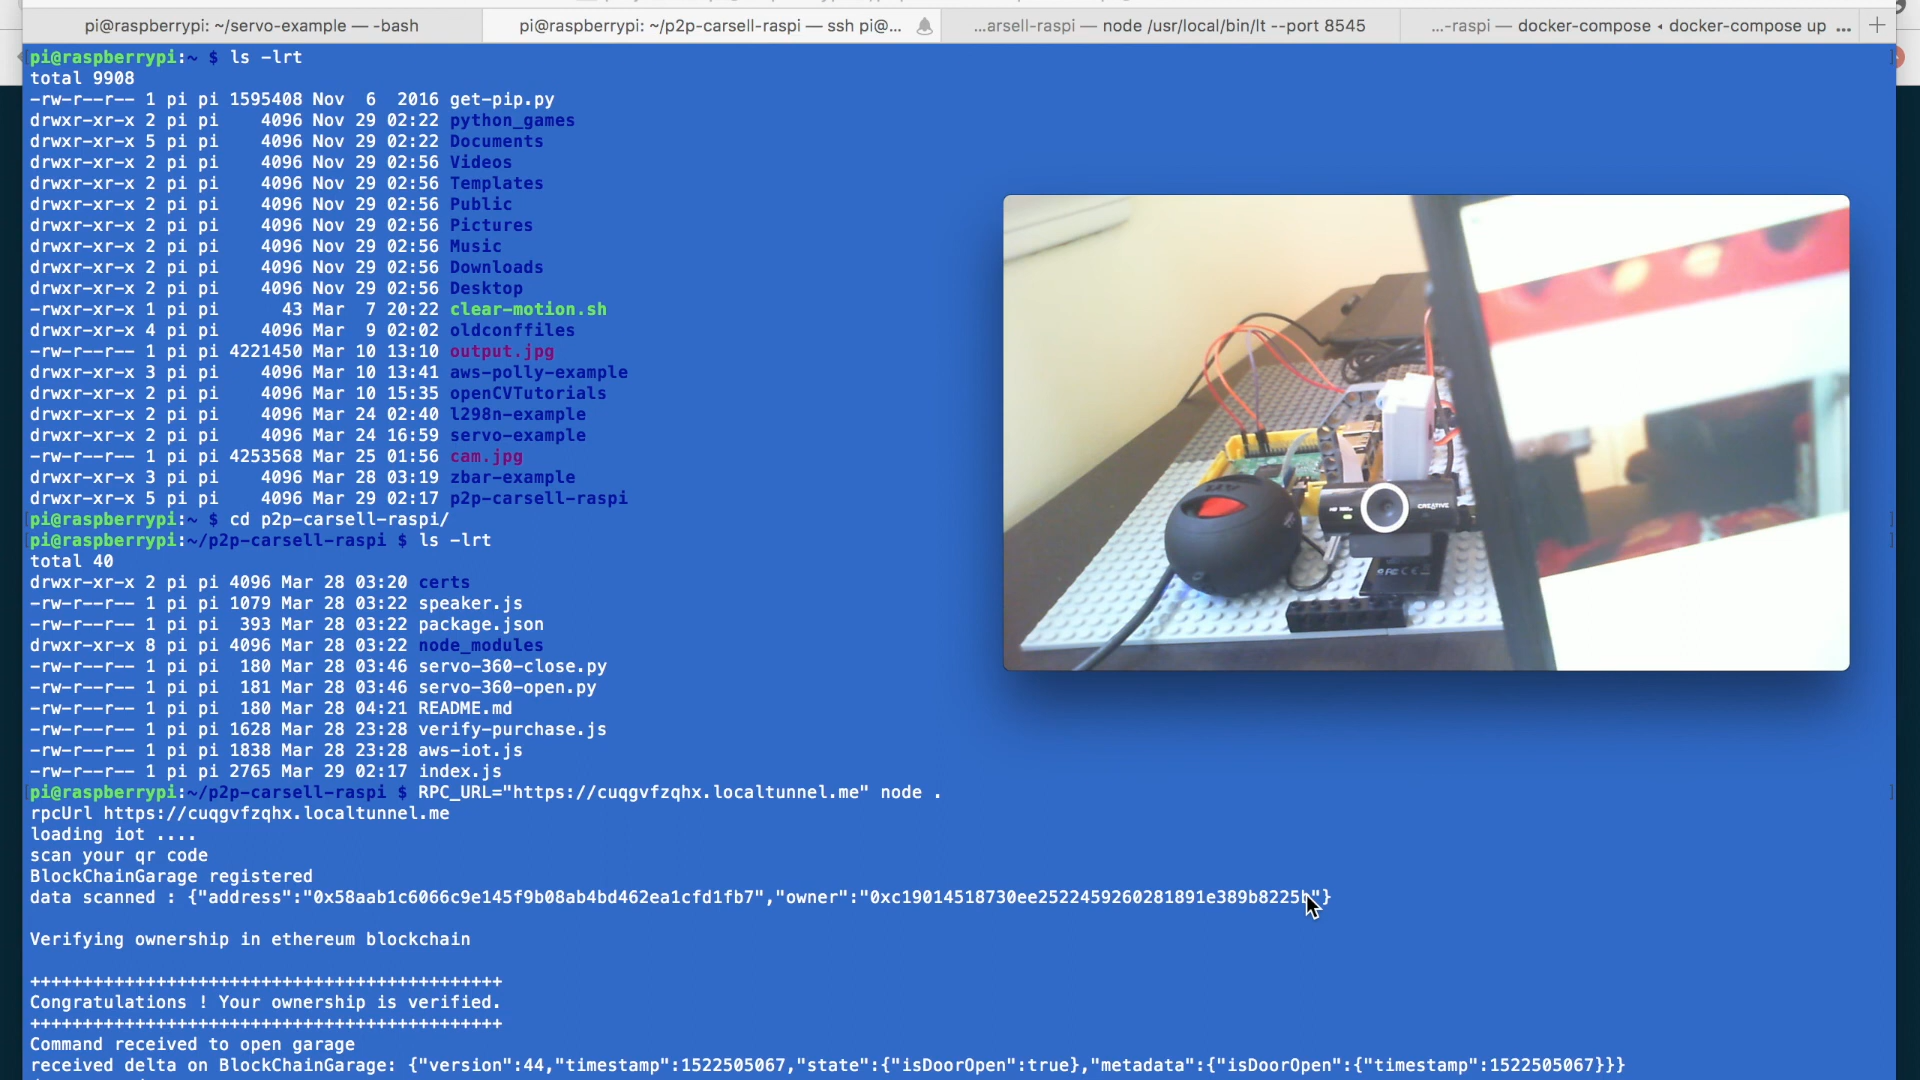 pi@raspberrypi: ~/servo-example — -bash
pi@raspberrypi: ~/p2p-carsell-raspi — ssh pi@...
...arsell-raspi — node /usr/local/bin/lt --port 8545
...-raspi — docker-compose ◂ docker-compose up ...
pi@raspberrypi:~ $ ls -lrt
total 9908
-rw-r--r-- 1 pi pi 1595408 Nov  6  2016 get-pip.py
drwxr-xr-x 2 pi pi    4096 Nov 29 02:22 python_games
drwxr-xr-x 5 pi pi    4096 Nov 29 02:22 Documents
drwxr-xr-x 2 pi pi    4096 Nov 29 02:56 Videos
drwxr-xr-x 2 pi pi    4096 Nov 29 02:56 Templates
drwxr-xr-x 2 pi pi    4096 Nov 29 02:56 Public
drwxr-xr-x 2 pi pi    4096 Nov 29 02:56 Pictures
drwxr-xr-x 2 pi pi    4096 Nov 29 02:56 Music
drwxr-xr-x 2 pi pi    4096 Nov 29 02:56 Downloads
drwxr-xr-x 2 pi pi    4096 Nov 29 02:56 Desktop
-rwxr-xr-x 1 pi pi      43 Mar  7 20:22 clear-motion.sh
drwxr-xr-x 4 pi pi    4096 Mar  9 02:02 oldconffiles
-rw-r--r-- 1 pi pi 4221450 Mar 10 13:10 output.jpg
drwxr-xr-x 3 pi pi    4096 Mar 10 13:41 aws-polly-example
drwxr-xr-x 2 pi pi    4096 Mar 10 15:35 openCVTutorials
drwxr-xr-x 2 pi pi    4096 Mar 24 02:40 l298n-example
drwxr-xr-x 2 pi pi    4096 Mar 24 16:59 servo-example
-rw-r--r-- 1 pi pi 4253568 Mar 25 01:56 cam.jpg
drwxr-xr-x 3 pi pi    4096 Mar 28 03:19 zbar-example
drwxr-xr-x 5 pi pi    4096 Mar 29 02:17 p2p-carsell-raspi
pi@raspberrypi:~ $ cd p2p-carsell-raspi/
pi@raspberrypi:~/p2p-carsell-raspi $ ls -lrt
total 40
drwxr-xr-x 2 pi pi 4096 Mar 28 03:20 certs
-rw-r--r-- 1 pi pi 1079 Mar 28 03:22 speaker.js
-rw-r--r-- 1 pi pi  393 Mar 28 03:22 package.json
drwxr-xr-x 8 pi pi 4096 Mar 28 03:22 node_modules
-rw-r--r-- 1 pi pi  180 Mar 28 03:46 servo-360-close.py
-rw-r--r-- 1 pi pi  181 Mar 28 03:46 servo-360-open.py
-rw-r--r-- 1 pi pi  180 Mar 28 04:21 README.md
-rw-r--r-- 1 pi pi 1628 Mar 28 23:28 verify-purchase.js
-rw-r--r-- 1 pi pi 1838 Mar 28 23:28 aws-iot.js
-rw-r--r-- 1 pi pi 2765 Mar 29 02:17 index.js
pi@raspberrypi:~/p2p-carsell-raspi $ RPC_URL="https://cuqgvfzqhx.localtunnel.me" node .
rpcUrl https://cuqgvfzqhx.localtunnel.me
loading iot ....
scan your qr code
BlockChainGarage registered
data scanned : {"address":"0x58aab1c6066c9e145f9b08ab4bd462ea1cfd1fb7","owner":"0xc19014518730ee2522459260281891e389b8225b"}
Verifying ownership in ethereum blockchain
+++++++++++++++++++++++++++++++++++++++++++++
Congratulations ! Your ownership is verified.
+++++++++++++++++++++++++++++++++++++++++++++
Command received to open garage
received delta on BlockChainGarage: {"version":44,"timestamp":1522505067,"state":{"isDoorOpen":true},"metadata":{"isDoorOpen":{"timestamp":1522505067}}}
CREATIVE